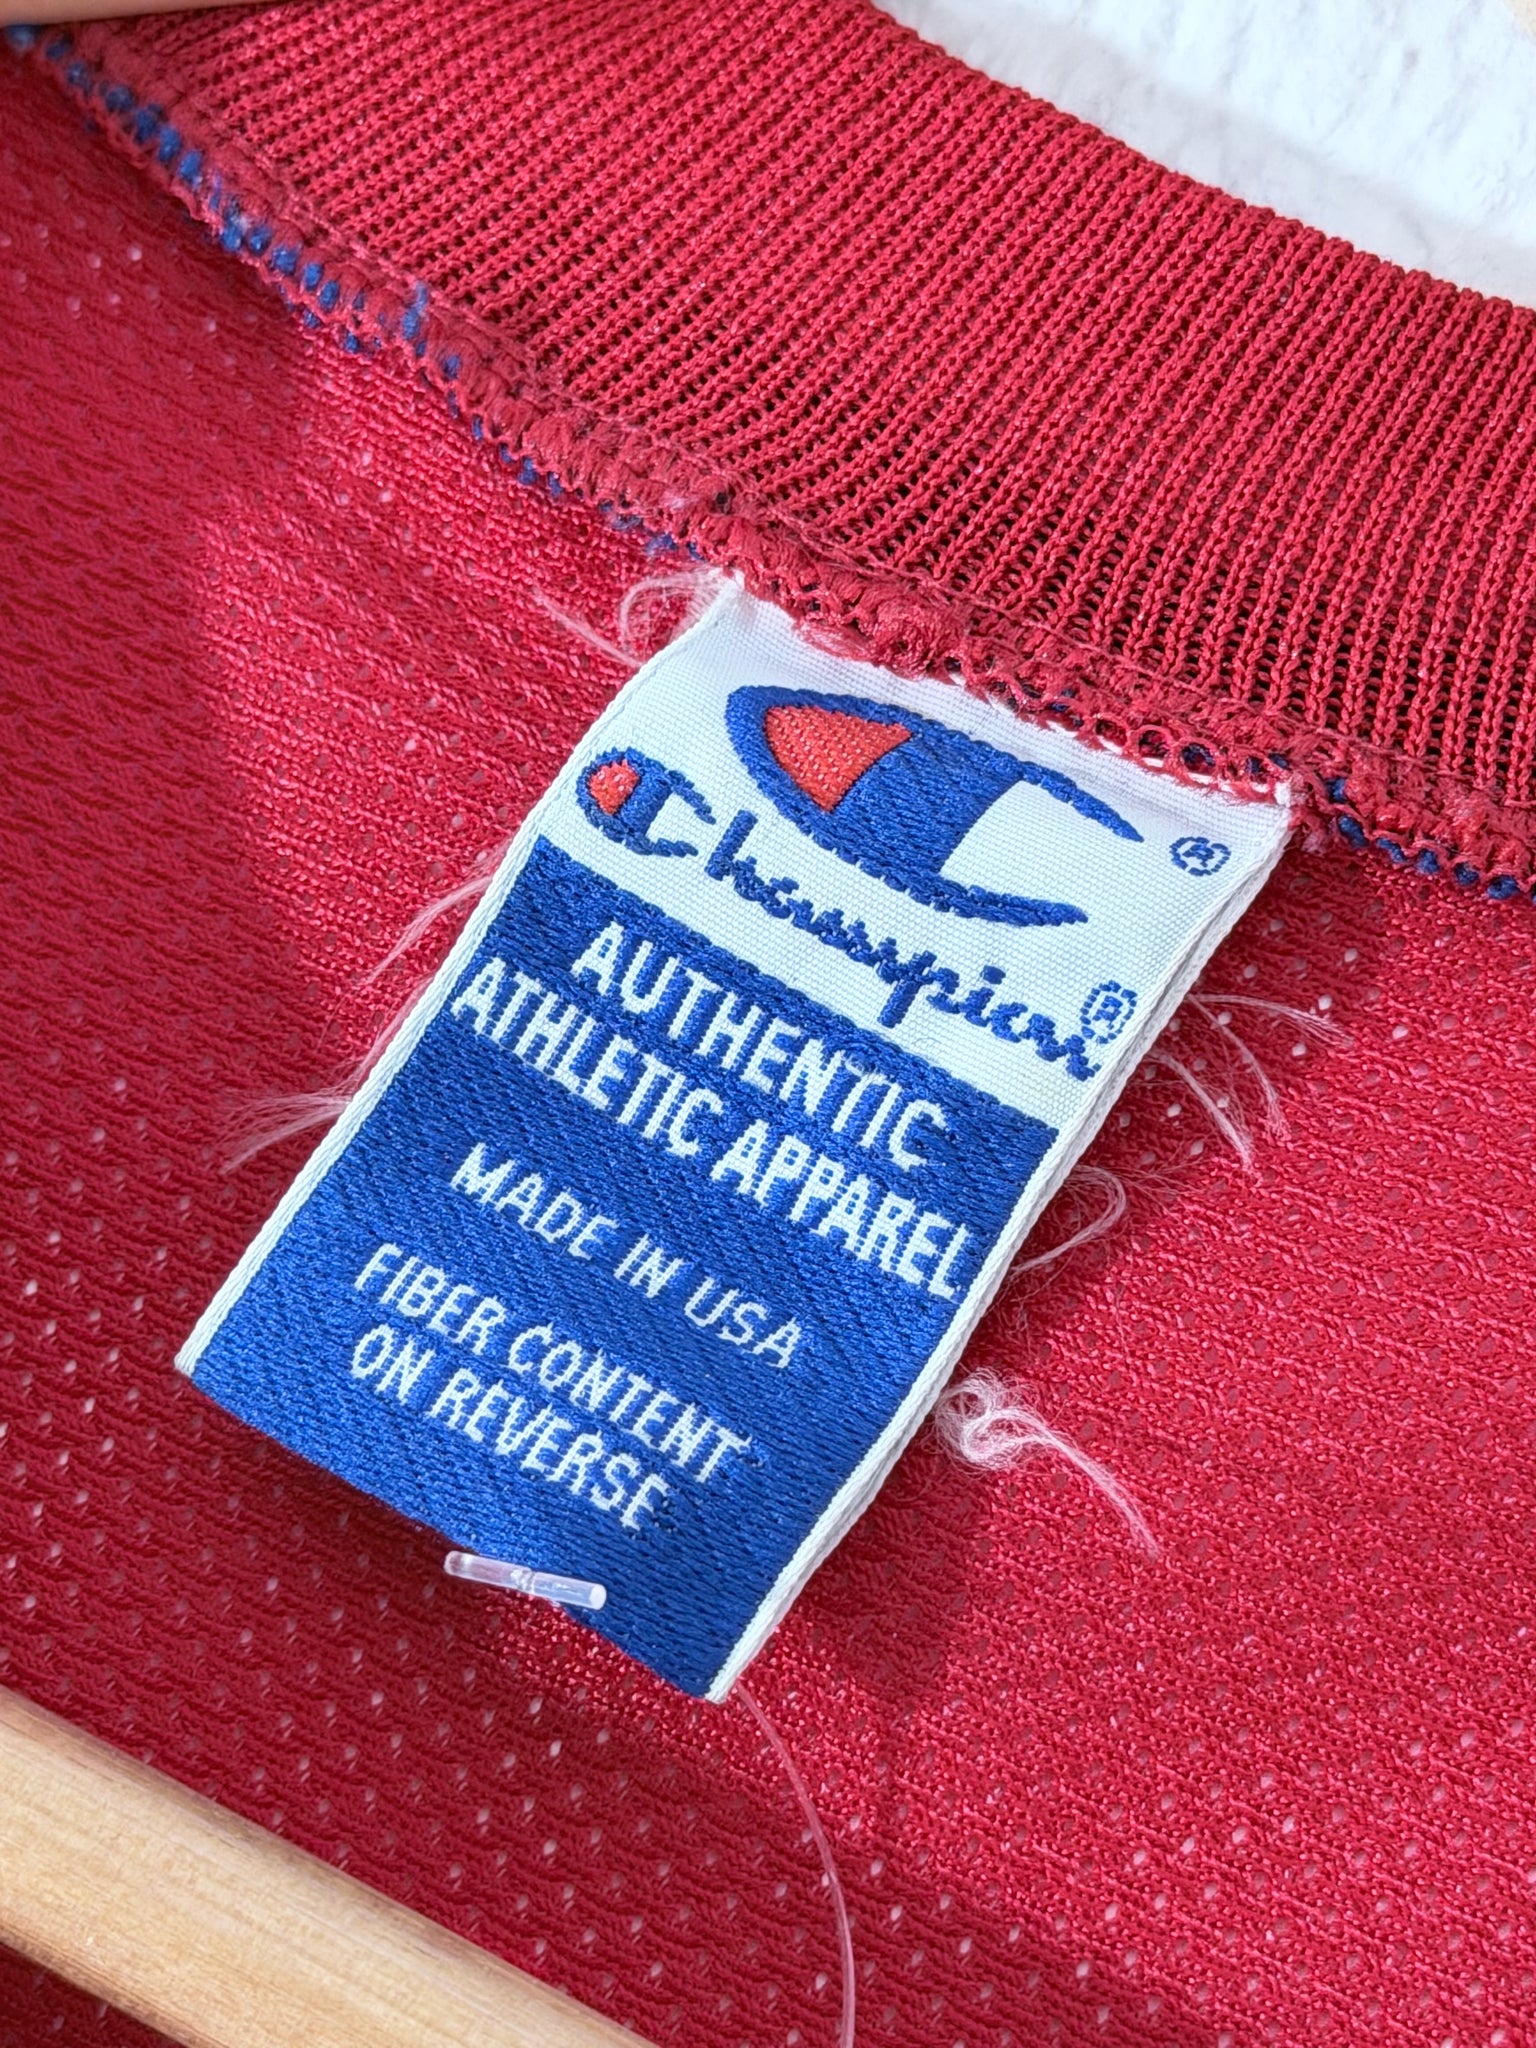 Champion®
AUTHENTIC
ATHLETIC APPAREL
MADE IN USA
FIBER CONTENT
ON REVERSE